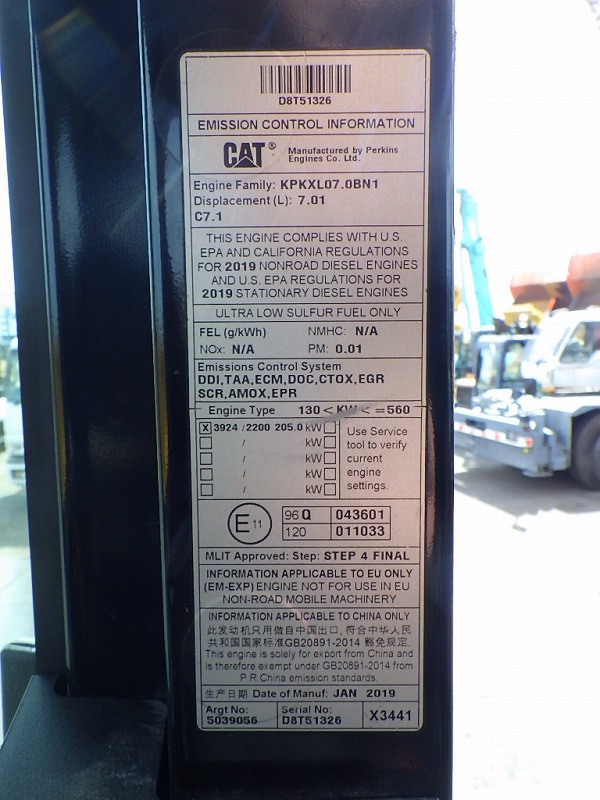 D8T51326
EMISSION CONTROL INFORMATION
CAT® Manufactured by Perkins
Engines Co. Ltd.
Engine Family: KPKXL07.0BN1
Displacement (L): 7.01
C7.1
THIS ENGINE COMPLIES WITH U.S.
EPA AND CALIFORNIA REGULATIONS
FOR 2019 NONROAD DIESEL ENGINES
AND U.S. EPA REGULATIONS FOR
2019 STATIONARY DIESEL ENGINES
ULTRA LOW SULFUR FUEL ONLY
FEL (g/kWh) NMHC: N/A
NOx: N/A PM: 0.01
Emissions Control System
DDI,TAA,ECM,DOC,CTOX,EGR
SCR,AMOX,EPR
Engine Type 130 < KW < =560
X 3924 / 2200 205.0 kW
/ kW
/ kW
/ kW
/ kW
Use Service
tool to verify
current
engine
settings.
E 11
96 Q 043601
120 011033
MLIT Approved: Step: STEP 4 FINAL
INFORMATION APPLICABLE TO EU ONLY
(EM-EXP) ENGINE NOT FOR USE IN EU
NON-ROAD MOBILE MACHINERY
INFORMATION APPLICABLE TO CHINA ONLY
此发动机只用做自中国出口, 符合中华人民
共和国国家标准GB20891-2014 豁免规定.
This engine is solely for export from China and
is therefore exempt under GB20891-2014 from
P.R.China emission standards.
生产日期 Date of Manuf: JAN 2019
Argt No: Serial No: X3441
5039056 D8T51326